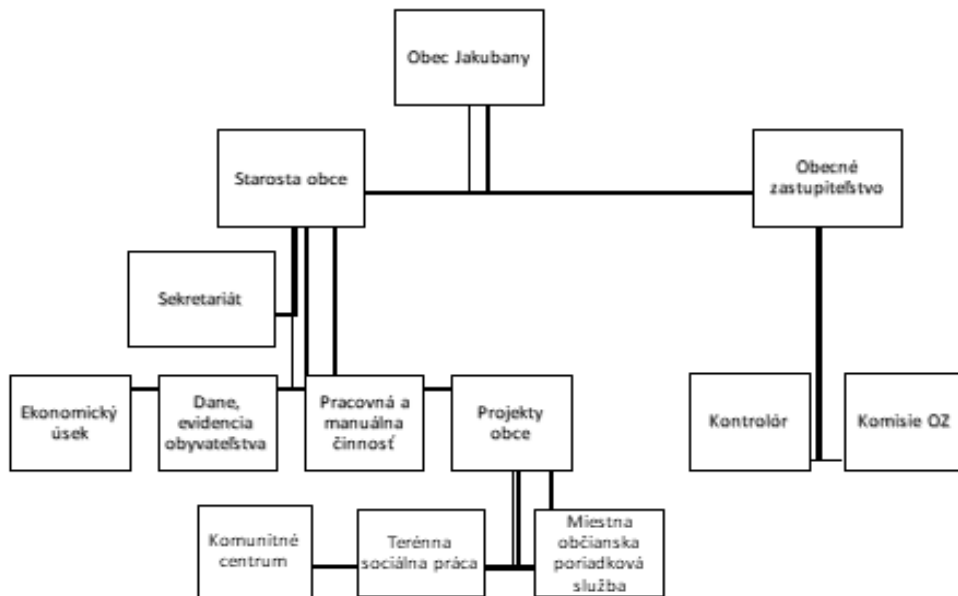 Obec Jakubany
Starosta obce
Obecné
zastupiteľstvo
Sekretariát
Ekonomický
úsek
Dane,
evidencia
obyvateľstva
Pracovná a
manuálna
činnosť
Projekty
obce
Kontrolór
Komisie OZ
Komunitné
centrum
Terénna
sociálna práca
Miestna
občianska
poriadková
služba